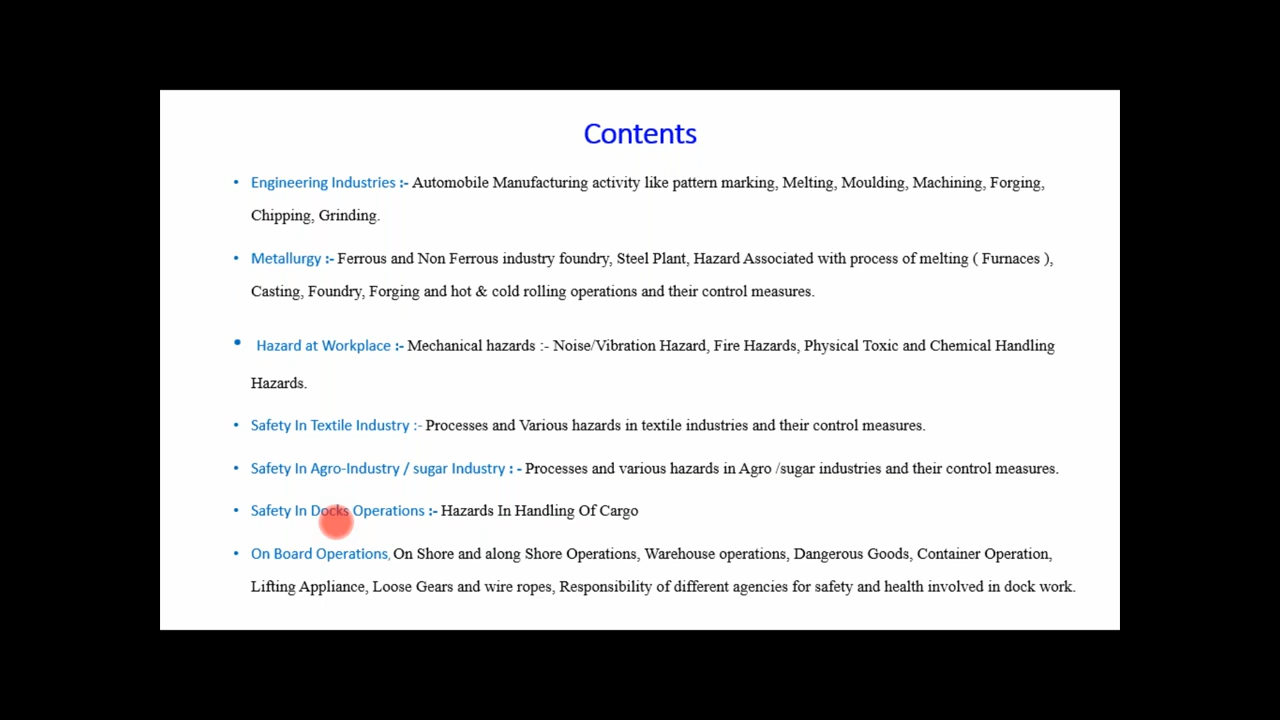 Contents
• Engineering Industries :- Automobile Manufacturing activity like pattern marking, Melting, Moulding, Machining, Forging,
Chipping, Grinding.
• Metallurgy :- Ferrous and Non Ferrous industry foundry, Steel Plant, Hazard Associated with process of melting ( Furnaces ),
Casting, Foundry, Forging and hot & cold rolling operations and their control measures.
• Hazard at Workplace :- Mechanical hazards :- Noise/Vibration Hazard, Fire Hazards, Physical Toxic and Chemical Handling
Hazards.
• Safety In Textile Industry :- Processes and Various hazards in textile industries and their control measures.
• Safety In Agro-Industry / sugar Industry : - Processes and various hazards in Agro /sugar industries and their control measures.
• Safety In Docks Operations :- Hazards In Handling Of Cargo
• On Board Operations, On Shore and along Shore Operations, Warehouse operations, Dangerous Goods, Container Operation,
Lifting Appliance, Loose Gears and wire ropes, Responsibility of different agencies for safety and health involved in dock work.